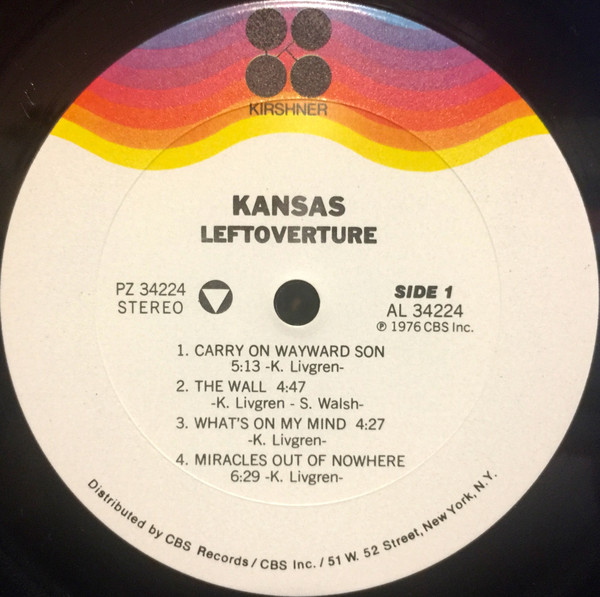 KIRSHNER
KANSAS
LEFTOVERTURE
PZ 34224
STEREO
SIDE 1
AL 34224
℗ 1976 CBS Inc.
1. CARRY ON WAYWARD SON
5:13 -K. Livgren-
2. THE WALL 4:47
-K. Livgren - S. Walsh-
3. WHAT'S ON MY MIND 4:27
-K. Livgren-
4. MIRACLES OUT OF NOWHERE
6:29 -K. Livgren-
Distributed by CBS Records / CBS Inc. / 51 W. 52 Street, New York, N.Y.